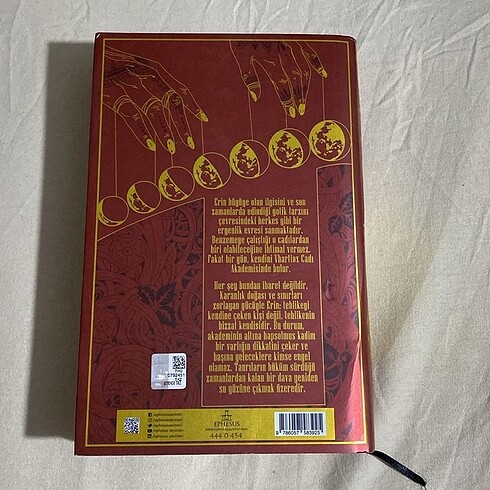 Erin büyüye olan ilgisini ve son
zamanlarda edindiği gotik tarzını
çevresindeki herkes gibi bir
ergenlik evresi sanmaktadır.
Benzemeye çalıştığı o cadılardan
biri olabileceğine ihtimal vermez.
Fakat bir gün, kendini Vhartlox Cadı
Akademisinde bulur.
Her şey bundan ibaret değildir.
Karanlık doğası ve sınırları
zorlayan gücüyle Erin; tehlikeyi
kendine çeken kişi değil, tehlikenin
bizzat kendisidir. Bu durum,
akademinin altına hapsolmuş kadim
bir varlığın dikkatini çeker ve
başına geleceklere kimse engel
olamaz. Tanrıların hüküm sürdüğü
zamanlardan kalan bir dava yeniden
su yüzüne çıkmak üzeredir.
EPHESUS
444 0 454
9 786057 583925